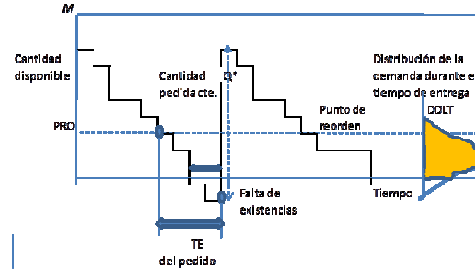 M
Cantidad
disponible
Cantidad
pedida cte.
Q*
Distribución de la
demanda durante e
tiempo de entrega
DDLT
Punto de
reorden
PRO
Tiempo
Falta de
existencias
TE
del pedido